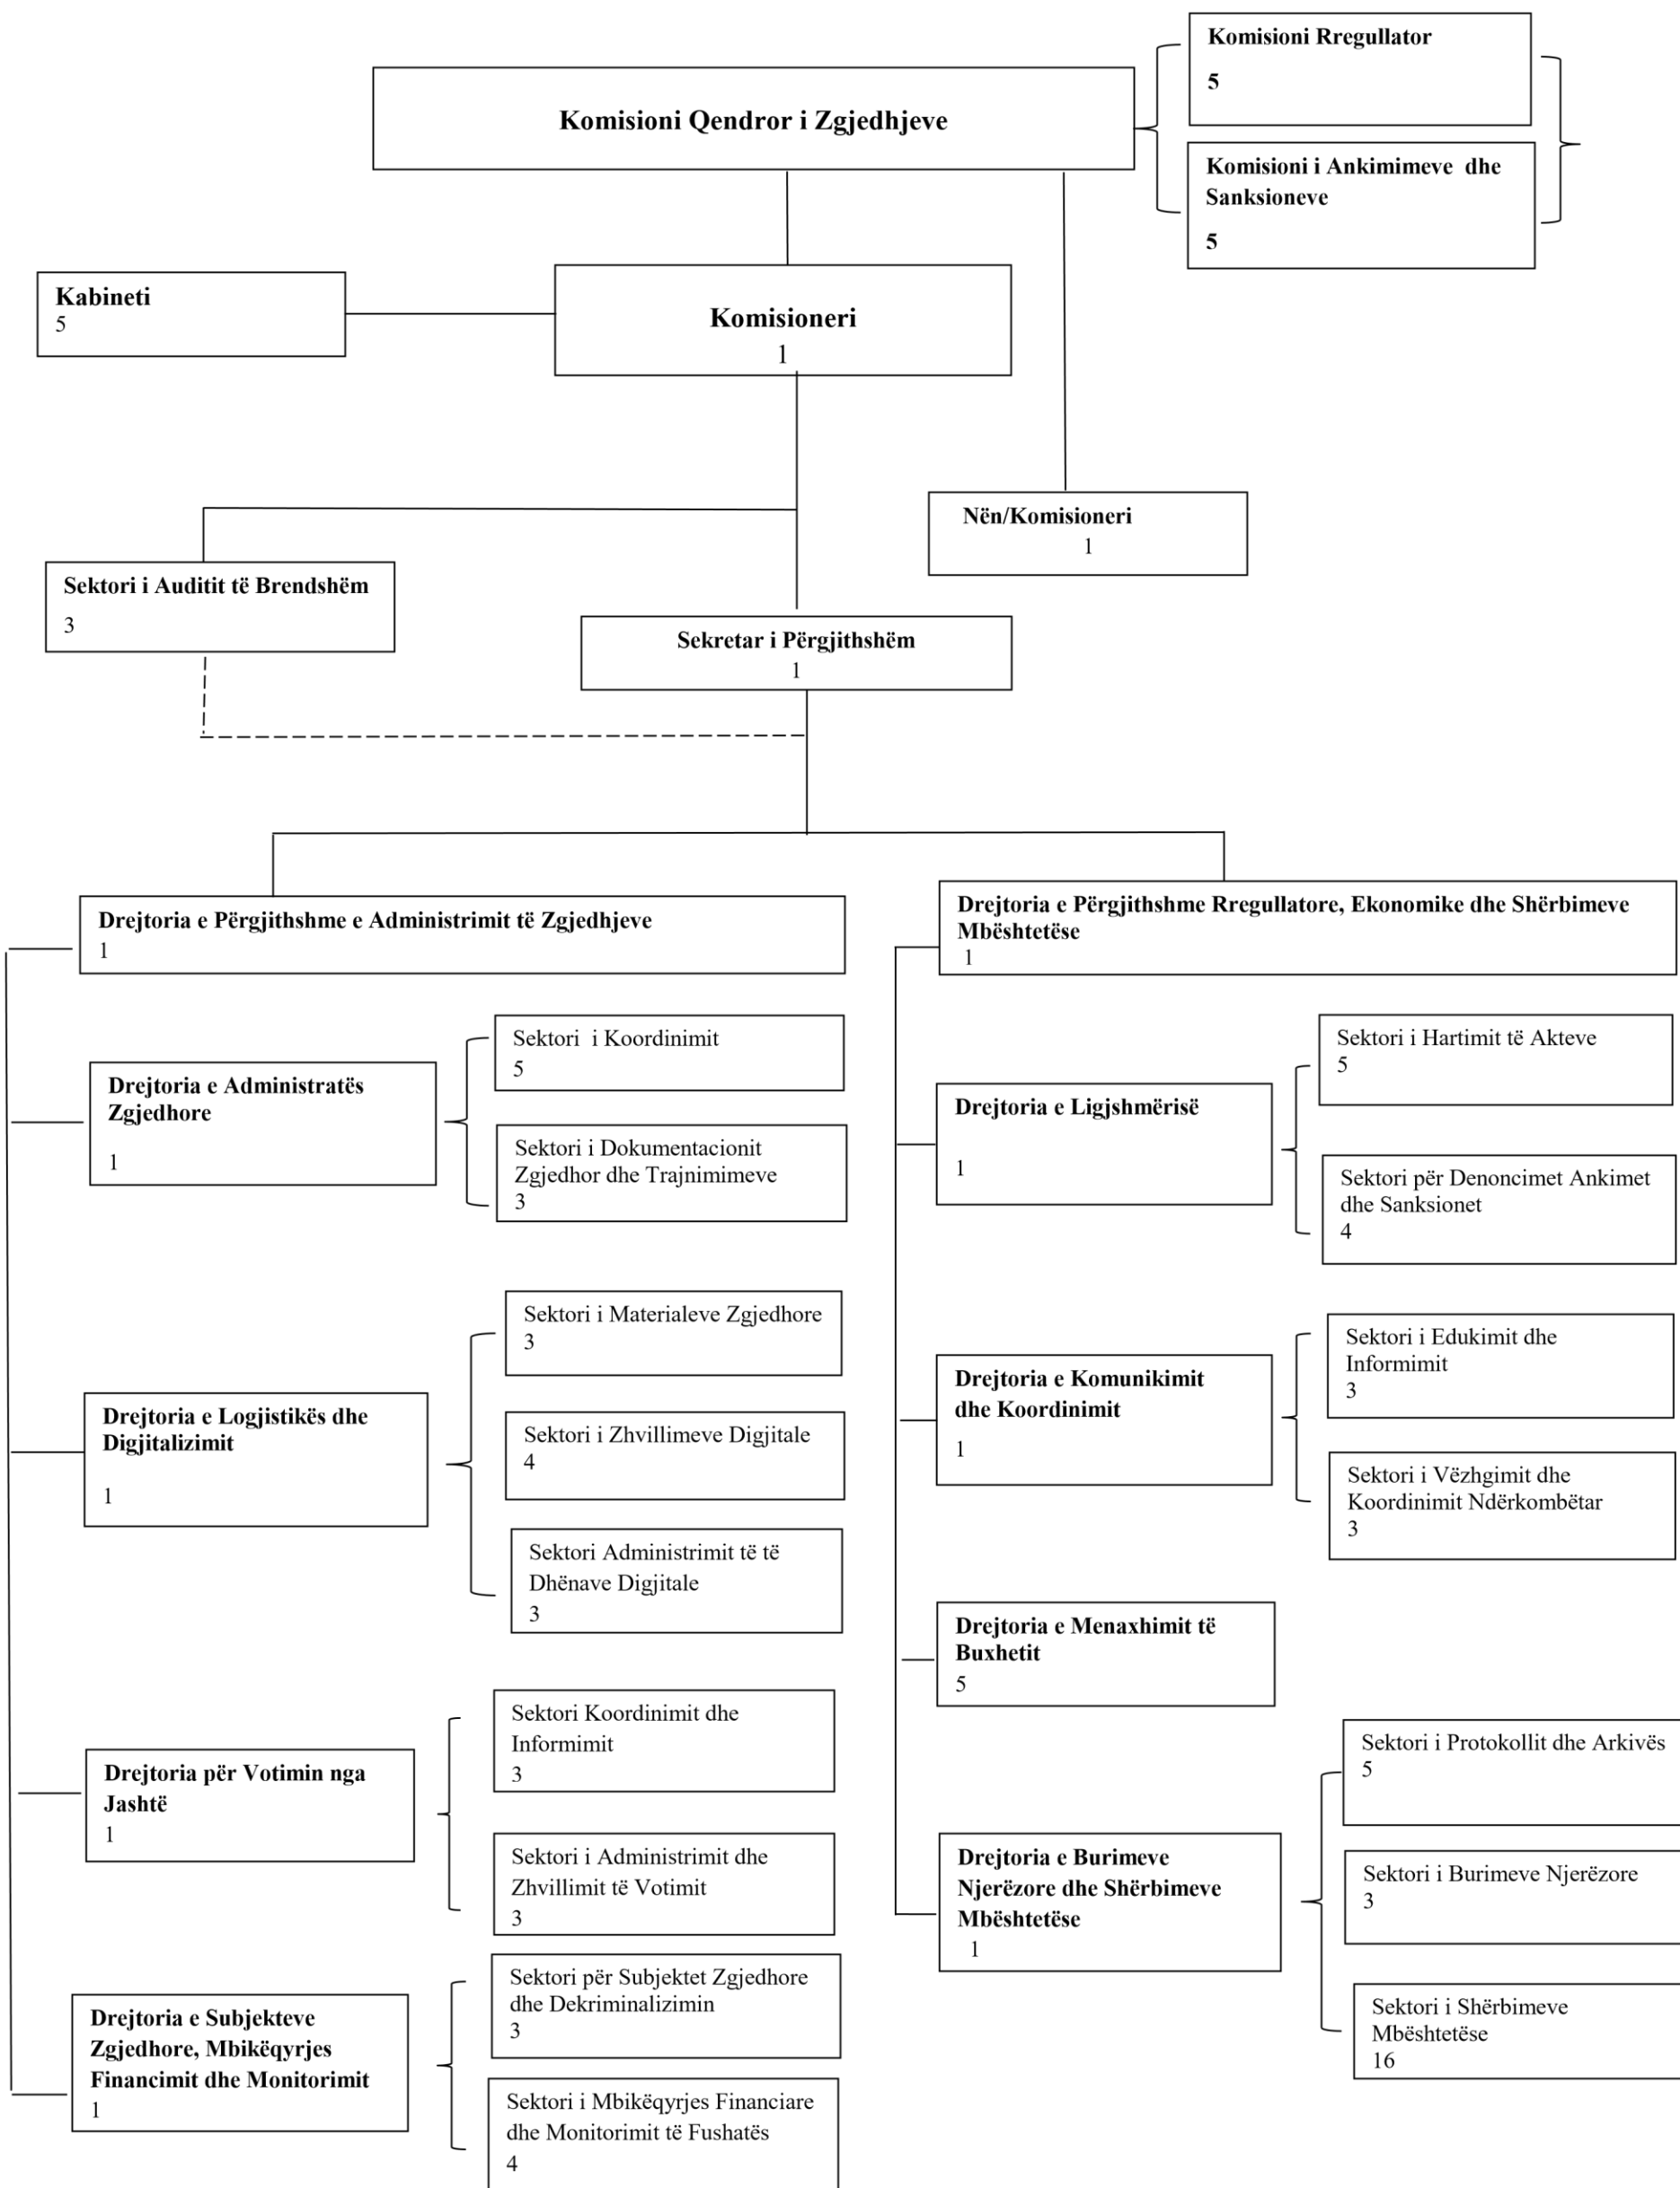 Komisioni Qendror i Zgjedhjeve
Komisioni Rregullator
5
Komisioni i Ankimimeve dhe
Sanksioneve
5
Kabineti
5
Komisioneri
1
Nën/Komisioneri
1
Sektori i Auditit të Brendshëm
3
Sekretar i Përgjithshëm
1
Drejtoria e Përgjithshme e Administrimit të Zgjedhjeve
1
Drejtoria e Administratës
Zgjedhore
1
Sektori i Koordinimit
5
Sektori i Dokumentacionit
Zgjedhor dhe Trajnimimeve
3
Drejtoria e Logjistikës dhe
Digjitalizimit
1
Sektori i Materialeve Zgjedhore
3
Sektori i Zhvillimeve Digjitale
4
Sektori Administrimit të të
Dhënave Digjitale
3
Drejtoria për Votimin nga
Jashtë
1
Sektori Koordinimit dhe
Informimit
3
Sektori i Administrimit dhe
Zhvillimit të Votimit
3
Drejtoria e Subjekteve
Zgjedhore, Mbikëqyrjes
Financimit dhe Monitorimit
1
Sektori për Subjektet Zgjedhore
dhe Dekriminalizimin
3
Sektori i Mbikëqyrjes Financiare
dhe Monitorimit të Fushatës
4
Drejtoria e Përgjithshme Rregullatore, Ekonomike dhe Shërbimeve
Mbështetëse
1
Drejtoria e Ligjshmërisë
1
Sektori i Hartimit të Akteve
5
Sektori për Denoncimet Ankimet
dhe Sanksionet
4
Drejtoria e Komunikimit
dhe Koordinimit
1
Sektori i Edukimit dhe
Informimit
3
Sektori i Vëzhgimit dhe
Koordinimit Ndërkombëtar
3
Drejtoria e Menaxhimit të
Buxhetit
5
Drejtoria e Burimeve
Njerëzore dhe Shërbimeve
Mbështetëse
1
Sektori i Protokollit dhe Arkivës
5
Sektori i Burimeve Njerëzore
3
Sektori i Shërbimeve
Mbështetëse
16